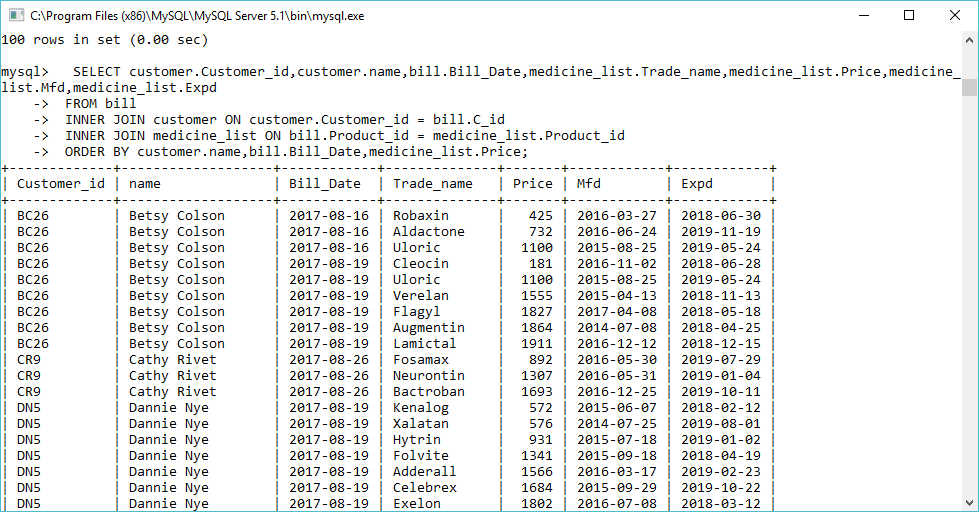 C:\Program Files (x86)\MySQL\MySQL Server 5.1\bin\mysql.exe
100 rows in set (0.00 sec)
mysql>   SELECT customer.Customer_id,customer.name,bill.Bill_Date,medicine_list.Trade_name,medicine_list.Price,medicine_
list.Mfd,medicine_list.Expd
    ->  FROM bill
    ->  INNER JOIN customer ON customer.Customer_id = bill.C_id
    ->  INNER JOIN medicine_list ON bill.Product_id = medicine_list.Product_id
    ->  ORDER BY customer.name,bill.Bill_Date,medicine_list.Price;
+-------------+-------------------+------------+--------------+-------+------------+------------+
| Customer_id | name              | Bill_Date  | Trade_name   | Price | Mfd        | Expd       |
+-------------+-------------------+------------+--------------+-------+------------+------------+
| BC26        | Betsy Colson      | 2017-08-16 | Robaxin      |   425 | 2016-03-27 | 2018-06-30 |
| BC26        | Betsy Colson      | 2017-08-16 | Aldactone    |   732 | 2016-06-24 | 2019-11-19 |
| BC26        | Betsy Colson      | 2017-08-16 | Uloric       |  1100 | 2015-08-25 | 2019-05-24 |
| BC26        | Betsy Colson      | 2017-08-19 | Cleocin      |   181 | 2016-11-02 | 2018-06-28 |
| BC26        | Betsy Colson      | 2017-08-19 | Uloric       |  1100 | 2015-08-25 | 2019-05-24 |
| BC26        | Betsy Colson      | 2017-08-19 | Verelan      |  1555 | 2015-04-13 | 2018-11-13 |
| BC26        | Betsy Colson      | 2017-08-19 | Flagyl       |  1827 | 2017-04-08 | 2018-05-18 |
| BC26        | Betsy Colson      | 2017-08-19 | Augmentin    |  1864 | 2014-07-08 | 2018-04-25 |
| BC26        | Betsy Colson      | 2017-08-19 | Lamictal     |  1911 | 2016-12-12 | 2018-12-15 |
| CR9         | Cathy Rivet       | 2017-08-26 | Fosamax      |   892 | 2016-05-30 | 2019-07-29 |
| CR9         | Cathy Rivet       | 2017-08-26 | Neurontin    |  1307 | 2016-05-31 | 2019-01-04 |
| CR9         | Cathy Rivet       | 2017-08-26 | Bactroban    |  1693 | 2016-12-25 | 2019-10-11 |
| DN5         | Dannie Nye        | 2017-08-19 | Kenalog      |   572 | 2015-06-07 | 2018-02-12 |
| DN5         | Dannie Nye        | 2017-08-19 | Xalatan      |   576 | 2014-07-25 | 2019-08-01 |
| DN5         | Dannie Nye        | 2017-08-19 | Hytrin       |   931 | 2015-07-18 | 2019-01-02 |
| DN5         | Dannie Nye        | 2017-08-19 | Folvite      |  1341 | 2015-09-18 | 2018-04-19 |
| DN5         | Dannie Nye        | 2017-08-19 | Adderall     |  1566 | 2016-03-17 | 2019-02-23 |
| DN5         | Dannie Nye        | 2017-08-19 | Celebrex     |  1684 | 2015-09-29 | 2019-10-22 |
| DN5         | Dannie Nye        | 2017-08-19 | Exelon       |  1802 | 2016-07-08 | 2018-03-12 |